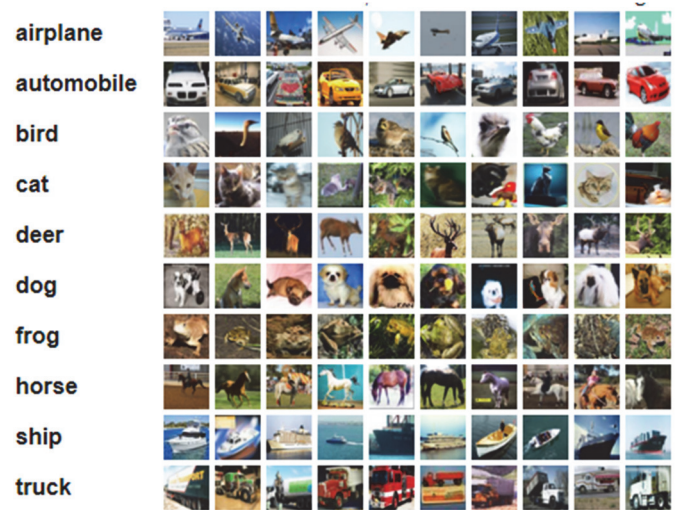 airplane
automobile
bird
cat
deer
dog
frog
horse
ship
truck